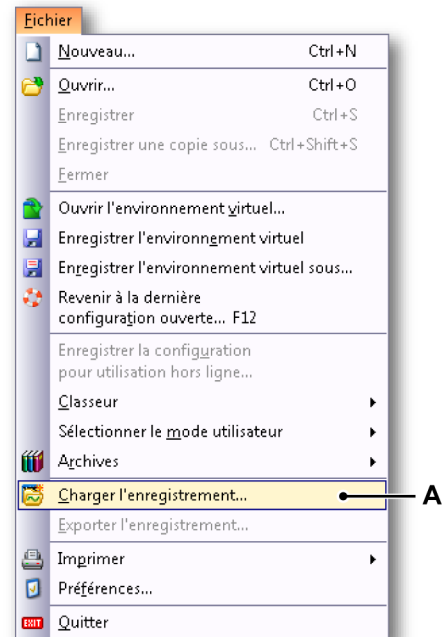 Fichier
Nouveau... Ctrl+N
Ouvrir... Ctrl+O
Enregistrer Ctrl+S
Enregistrer une copie sous... Ctrl+Shift+S
Fermer
Ouvrir l'environnement virtuel...
Enregistrer l'environnement virtuel
Enregistrer l'environnement virtuel sous...
Revenir à la dernière
configuration ouverte... F12
Enregistrer la configuration
pour utilisation hors ligne...
Classeur
Sélectionner le mode utilisateur
Archives
Charger l'enregistrement... A
Exporter l'enregistrement...
Imprimer
Préférences...
EXIT Quitter